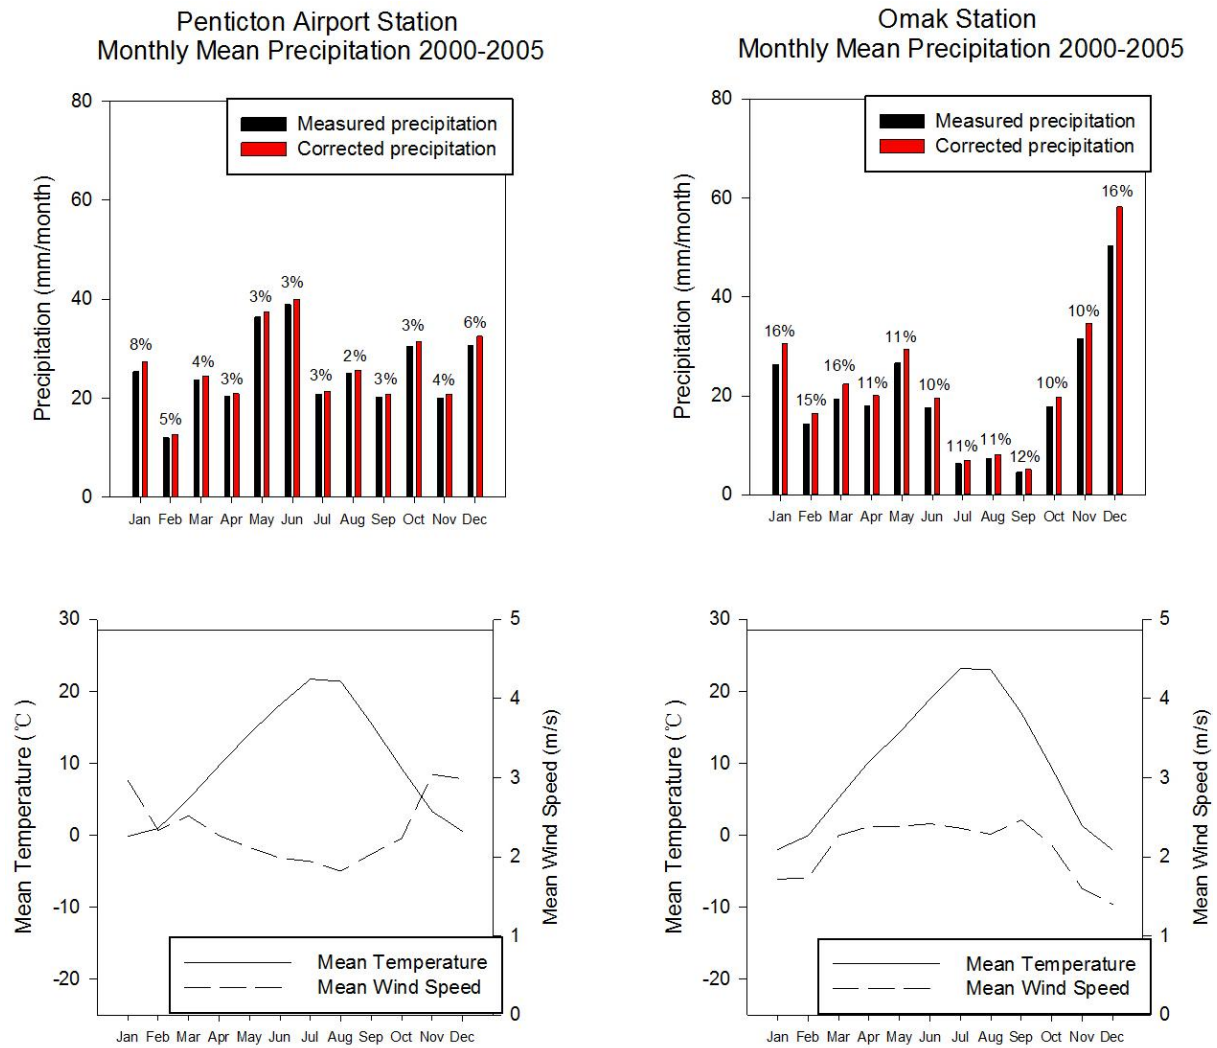 Penticton Airport Station
Monthly Mean Precipitation 2000-2005
80
60
40
20
0
Precipitation (mm/month)
Measured precipitation
Corrected precipitation
8%
5%
4%
3%
3%
3%
3%
2%
3%
3%
4%
6%
Jan Feb Mar Apr May Jun Jul Aug Sep Oct Nov Dec
Omak Station
Monthly Mean Precipitation 2000-2005
80
60
40
20
0
Precipitation (mm/month)
Measured precipitation
Corrected precipitation
16%
15%
16%
11%
11%
10%
11%
11%
12%
10%
10%
16%
Jan Feb Mar Apr May Jun Jul Aug Sep Oct Nov Dec
30
20
10
0
-10
-20
Mean Temperature (℃)
5
4
3
2
1
0
Mean Wind Speed (m/s)
Mean Temperature
Mean Wind Speed
Jan Feb Mar Apr May Jun Jul Aug Sep Oct Nov Dec
30
20
10
0
-10
-20
Mean Temperature (℃)
5
4
3
2
1
0
Mean Wind Speed (m/s)
Mean Temperature
Mean Wind Speed
Jan Feb Mar Apr May Jun Jul Aug Sep Oct Nov Dec